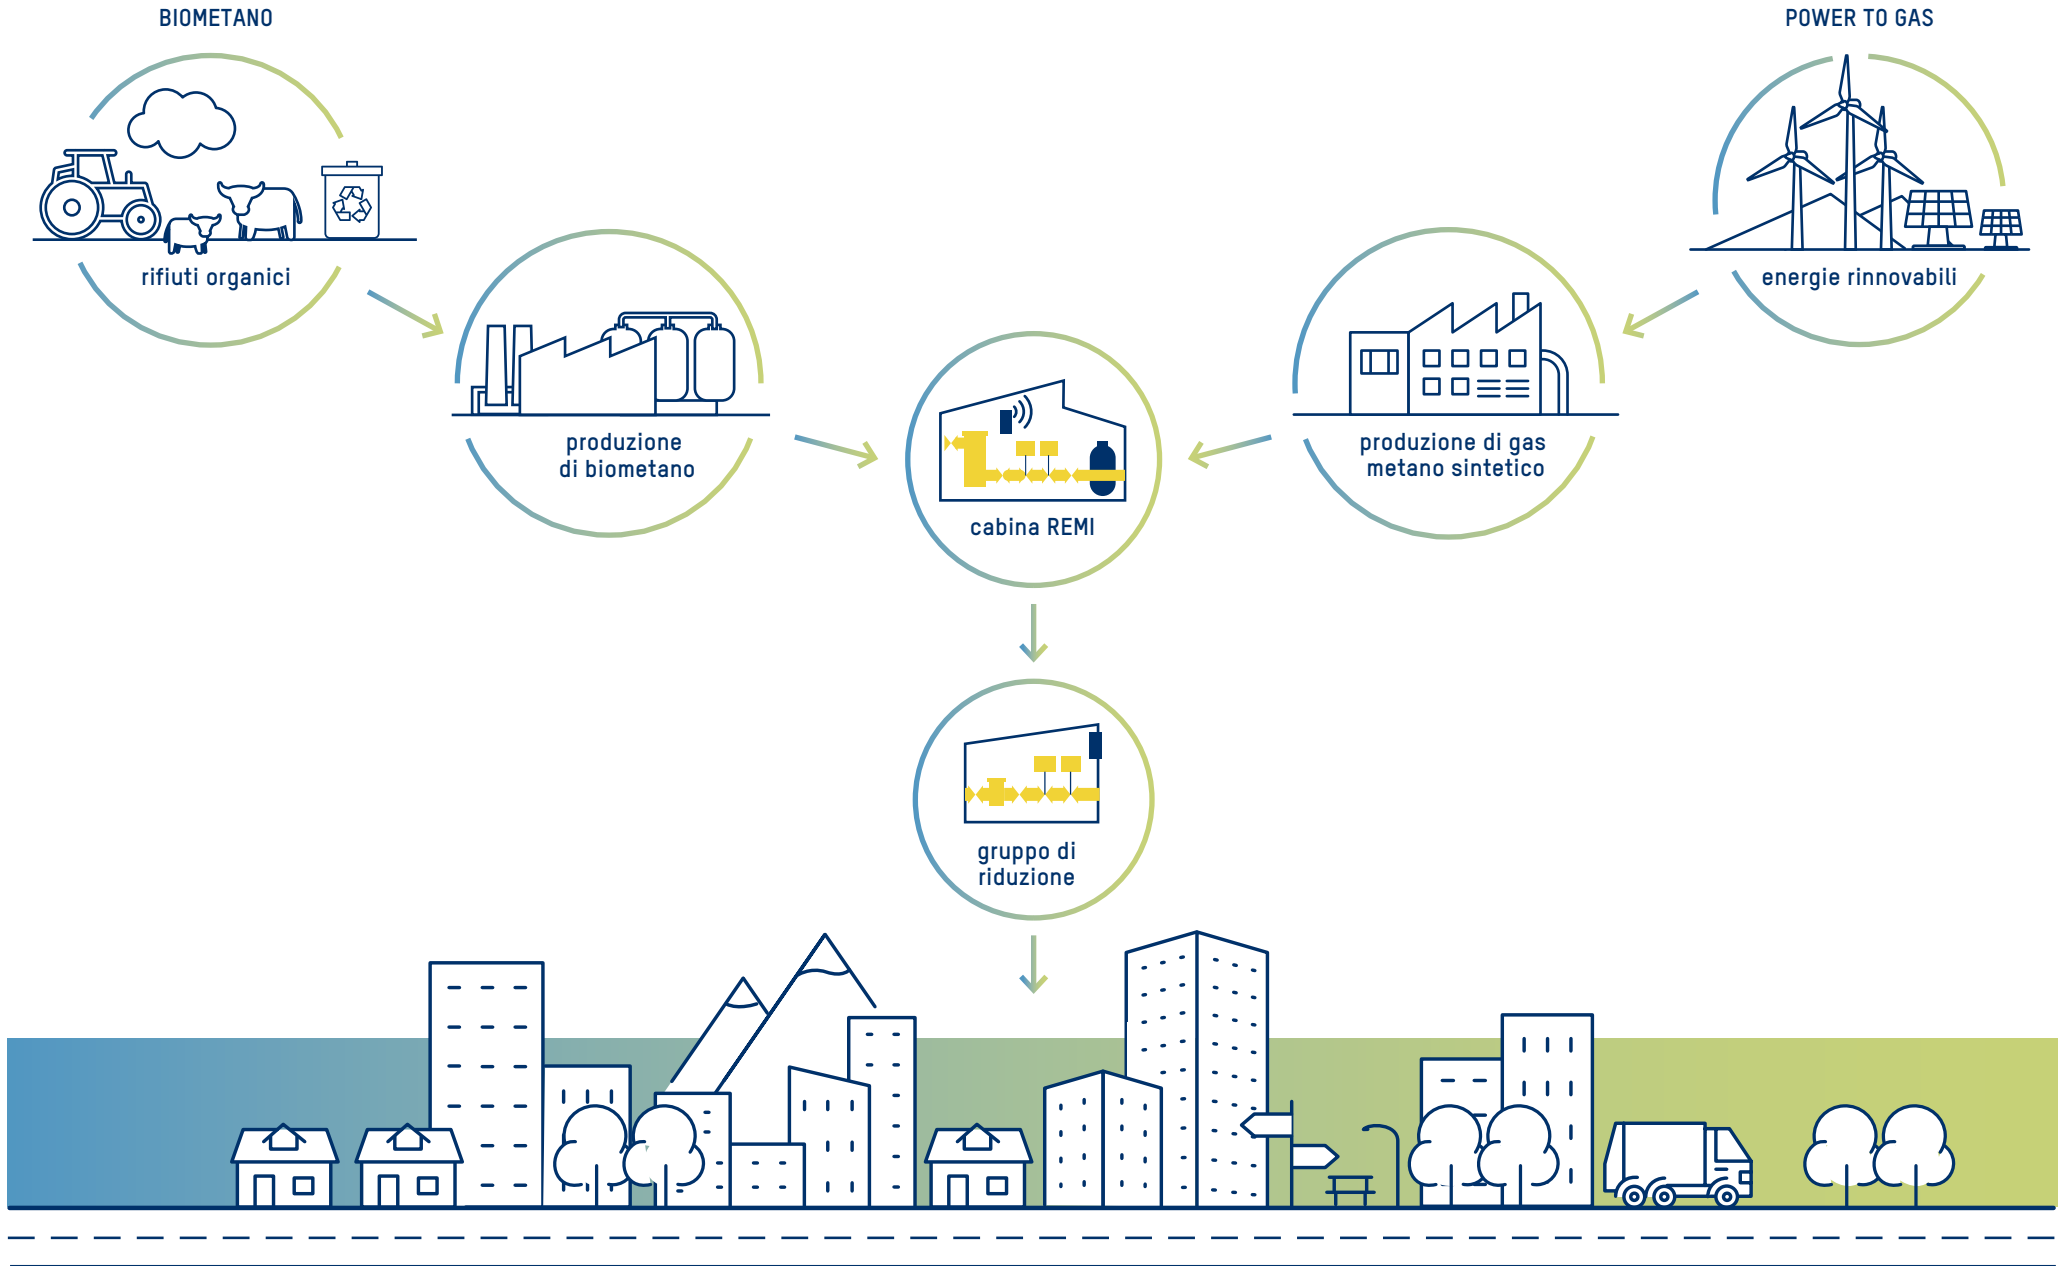 BIOMETANO
POWER TO GAS
rifiuti organici
energie rinnovabili
produzione
di biometano
produzione di gas
metano sintetico
cabina REMI
gruppo di
riduzione